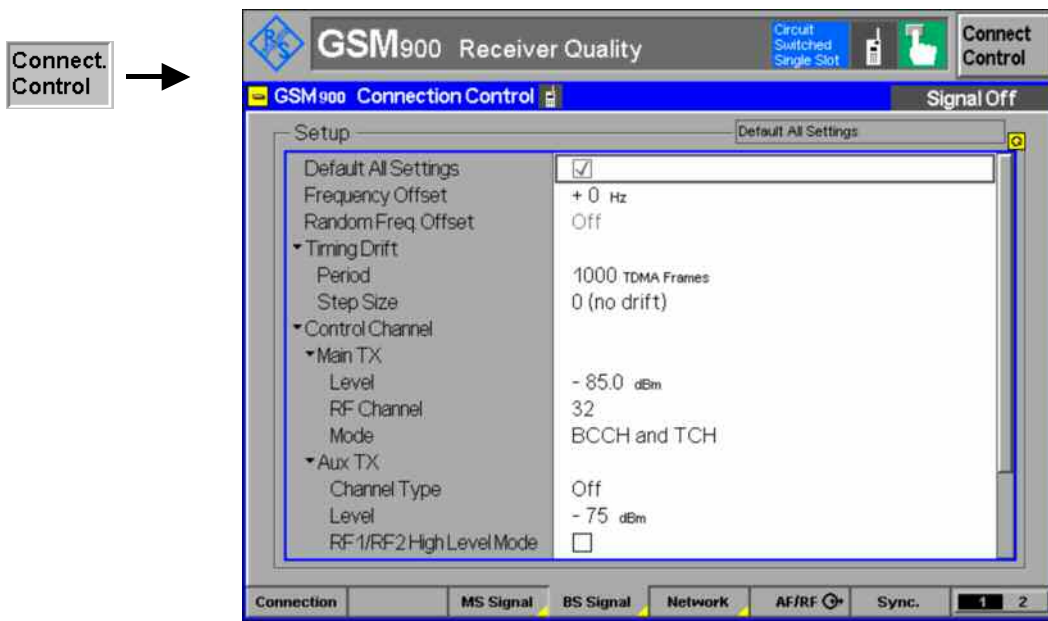 Connect.
Control
R&S
GSM900 Receiver Quality
Circuit
Switched
Single Slot
Connect
Control
GSM900 Connection Control
Signal Off
Setup
Default All Settings
Default All Settings
Frequency Offset + 0 Hz
Random Freq. Offset Off
Timing Drift
Period 1000 TDMA Frames
Step Size 0 (no drift)
Control Channel
Main TX
Level - 85.0 dBm
RF Channel 32
Mode BCCH and TCH
Aux TX
Channel Type Off
Level - 75 dBm
RF1/RF2 High Level Mode
Connection MS Signal BS Signal Network AF/RF Sync. 1 2